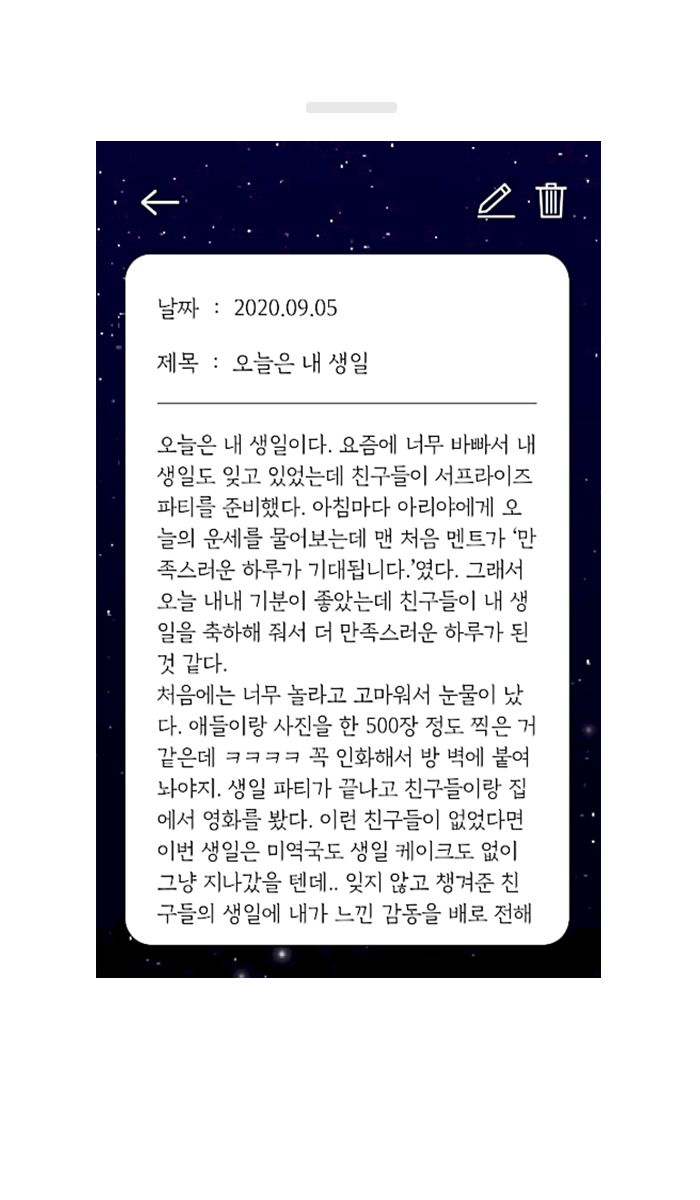 날짜 : 2020.09.05
제목 : 오늘은 내 생일
오늘은 내 생일이다. 요즘에 너무 바빠서 내
생일도 잊고 있었는데 친구들이 서프라이즈
파티를 준비했다. 아침마다 아리야에게 오
늘의 운세를 물어보는데 맨 처음 멘트가 ‘만
족스러운 하루가 기대됩니다.’였다. 그래서
오늘 내내 기분이 좋았는데 친구들이 내 생
일을 축하해 줘서 더 만족스러운 하루가 된
것 같다.
처음에는 너무 놀라고 고마워서 눈물이 났
다. 애들이랑 사진을 한 500장 정도 찍은 거
같은데 ㅋㅋㅋㅋ 꼭 인화해서 방 벽에 붙여
놔야지. 생일 파티가 끝나고 친구들이랑 집
에서 영화를 봤다. 이런 친구들이 없었다면
이번 생일은 미역국도 생일 케이크도 없이
그냥 지나갔을 텐데.. 잊지 않고 챙겨준 친
구들의 생일에 내가 느낀 감동을 배로 전해